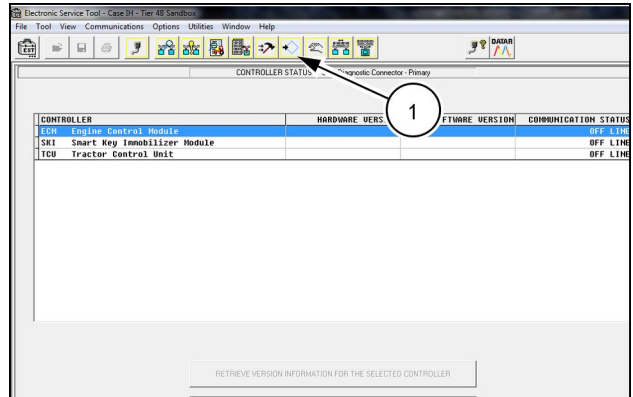 Electronic Service Tool - Case IH - Tier 4B Sandbox
File Tool View Communications Options Utilities Window Help
EST
DATAR
CONTROLLER STATUS Diagnostic Connector - Primary
1
CONTROLLER HARDWARE VERS FTWARE VERSION COMMUNICATION STATUS
ECM Engine Control Module OFF LINE
SKI Smart Key Immobilizer Module OFF LINE
TCU Tractor Control Unit OFF LINE
RETRIEVE VERSION INFORMATION FOR THE SELECTED CONTROLLER